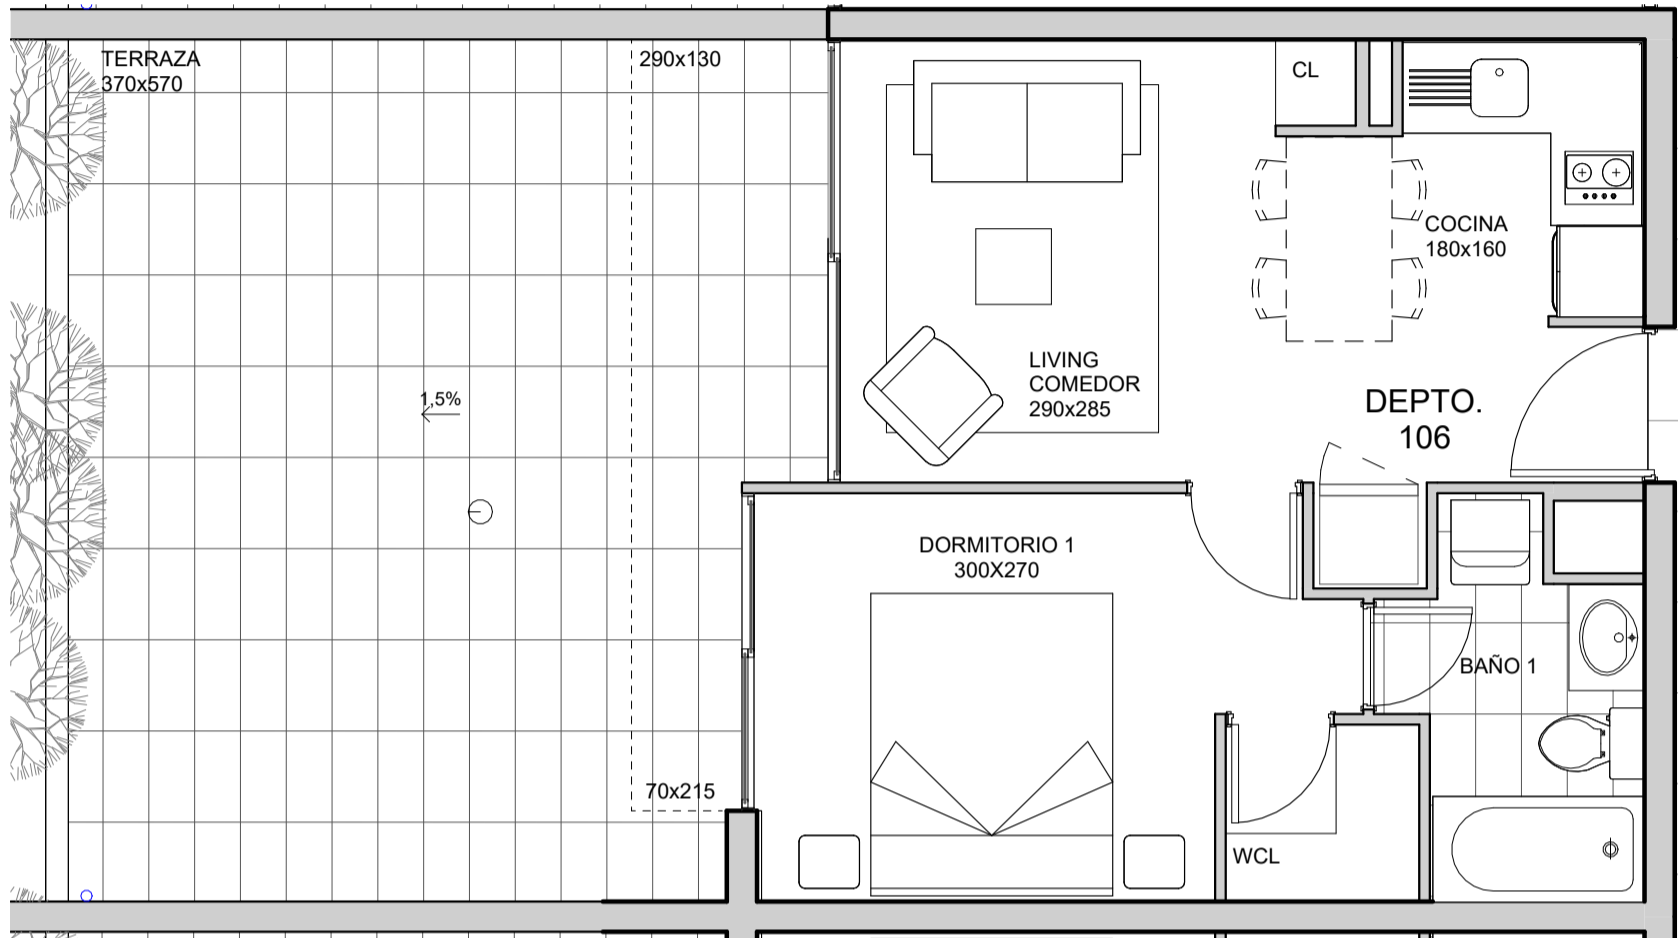 TERRAZA
370x570
290x130
CL
COCINA
180x160
LIVING
COMEDOR
290x285
1,5%
DEPTO.
106
DORMITORIO 1
300X270
BAÑO 1
70x215
WCL